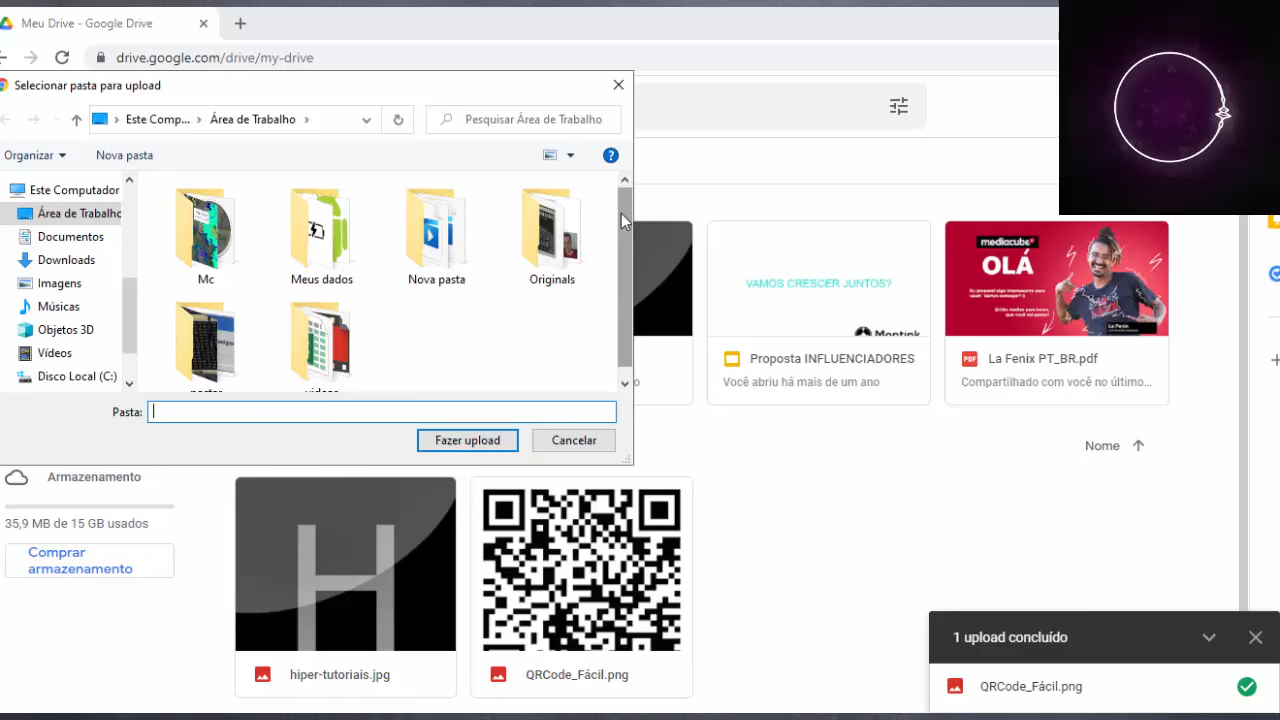 Meu Drive - Google Drive
drive.google.com/drive/my-drive
Selecionar pasta para upload
Este Comp... Área de Trabalho
Pesquisar Área de Trabalho
Organizar
Nova pasta
Este Computador
Área de Trabalho
Documentos
Downloads
Imagens
Músicas
Objetos 3D
Vídeos
Disco Local (C:)
Mc
Meus dados
Nova pasta
Originals
Pasta:
Fazer upload
Cancelar
VAMOS CRESCER JUNTOS?
Montink
mediacube
OLÁ
La Fenix
Proposta INFLUENCIADORES
Você abriu há mais de um ano
PDF
La Fenix PT_BR.pdf
Compartilhado com você no último...
Nome
Armazenamento
35,9 MB de 15 GB usados
Comprar
armazenamento
H
hiper-tutoriais.jpg
QRCode_Fácil.png
1 upload concluído
QRCode_Fácil.png